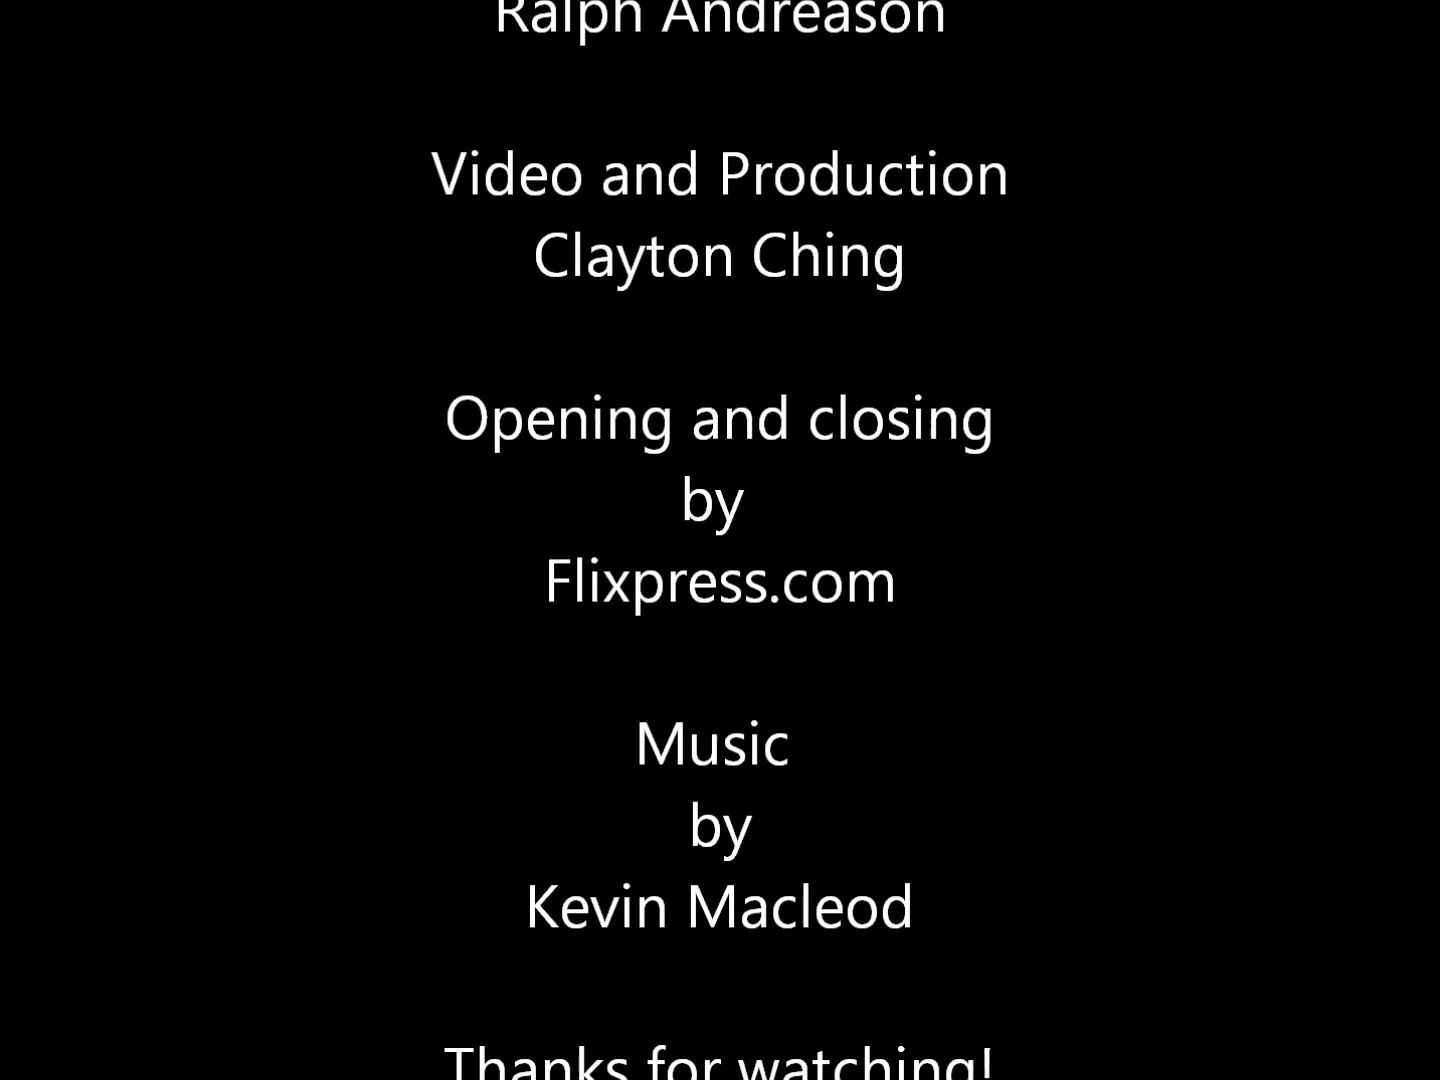 Ralph Andreason
Video and Production
Clayton Ching
Opening and closing
by
Flixpress.com
Music
by
Kevin Macleod
Thanks for watching!